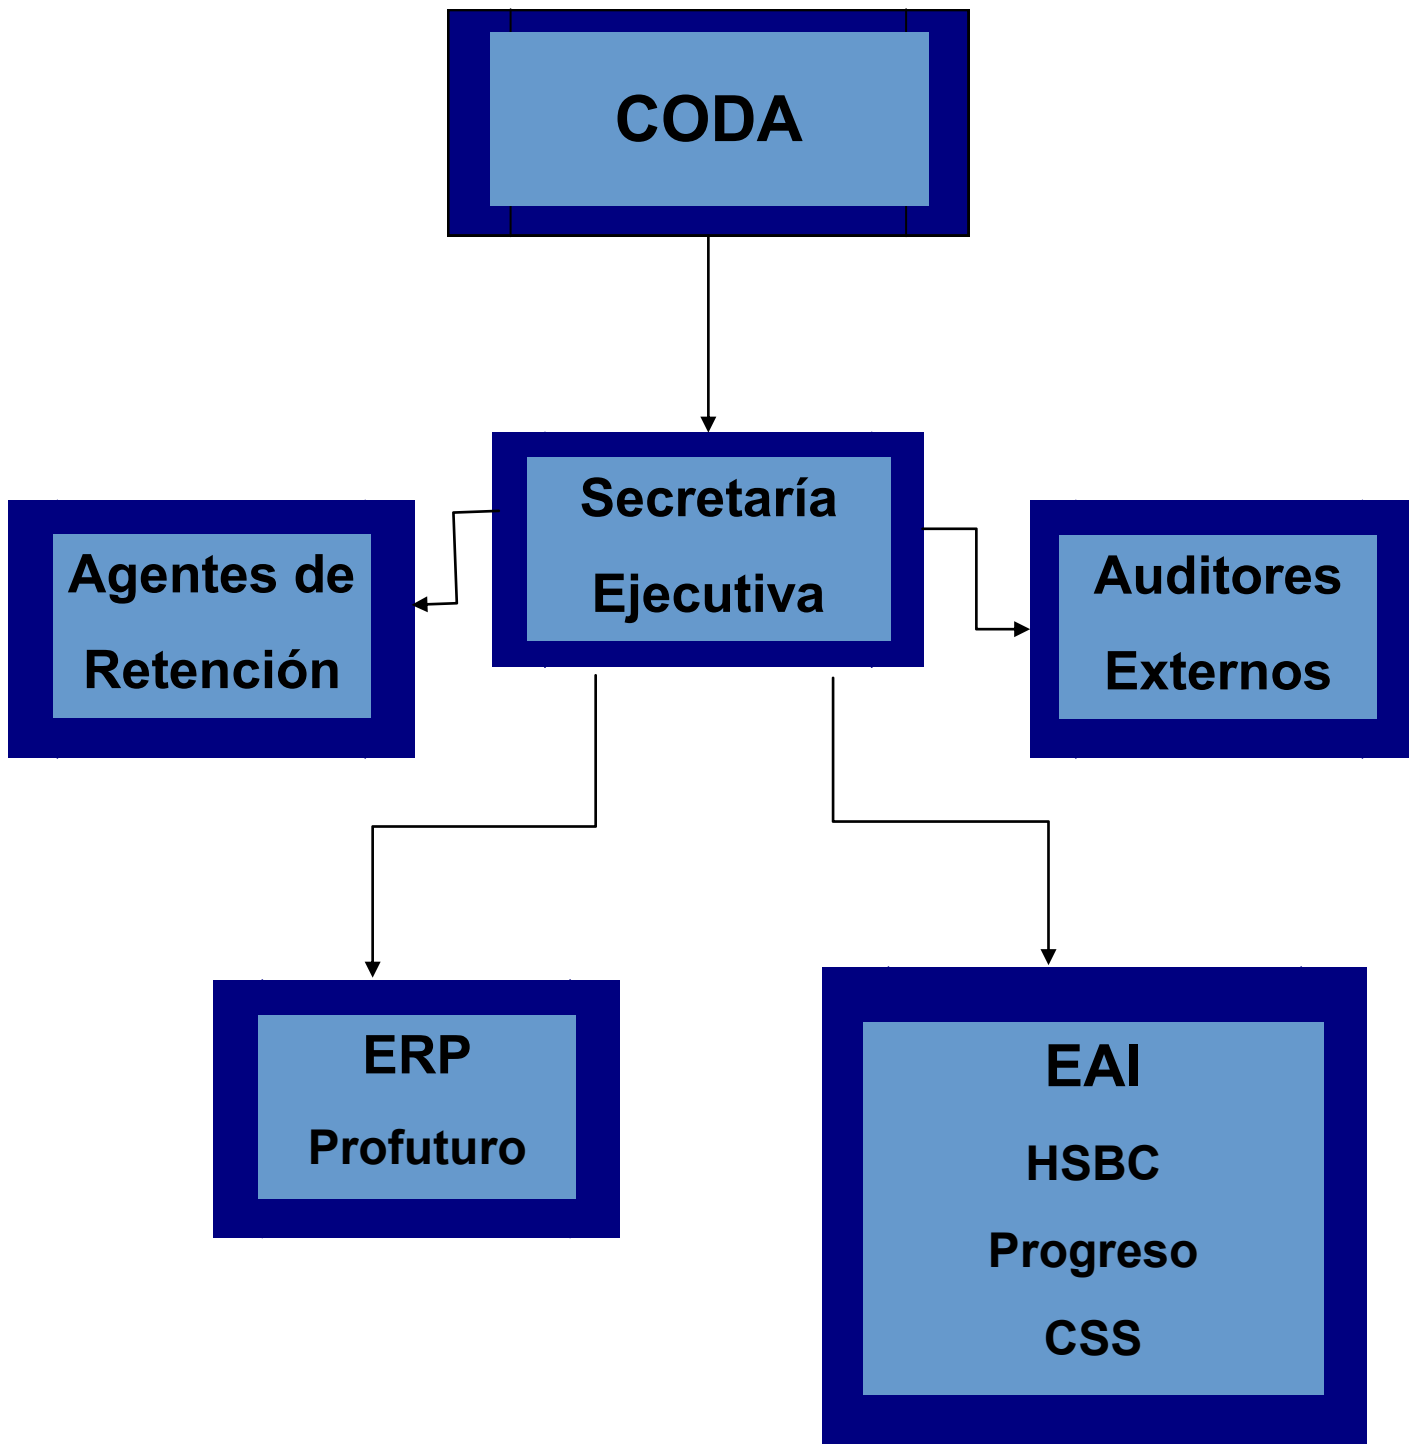 CODA
Secretaría
Ejecutiva
Agentes de
Retención
Auditores
Externos
ERP
Profuturo
EAI
HSBC
Progreso
CSS